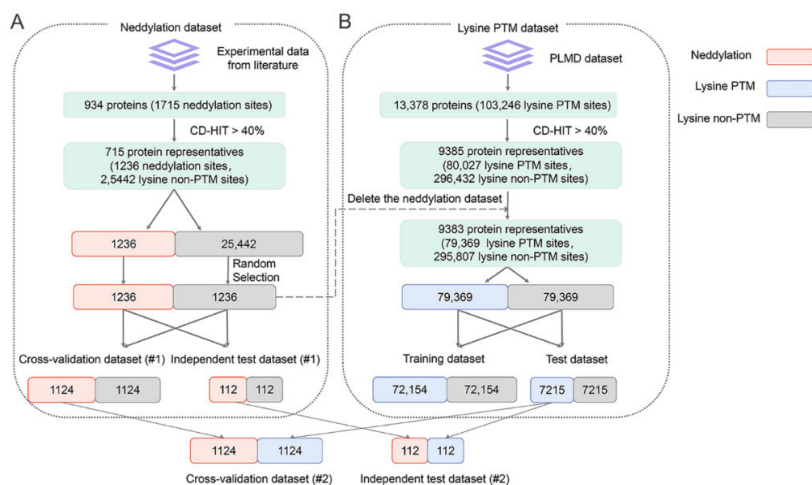 A
Neddylation dataset
Experimental data
from literature
934 proteins (1715 neddylation sites)
CD-HIT > 40%
715 protein representatives
(1236 neddylation sites,
2,5442 lysine non-PTM sites)
1236
25,442
Random
Selection
1236
1236
Cross-validation dataset (#1)
Independent test dataset (#1)
1124
1124
112
112
B
Lysine PTM dataset
PLMD dataset
13,378 proteins (103,246 lysine PTM sites)
CD-HIT > 40%
9385 protein representatives
(80,027 lysine PTM sites,
296,432 lysine non-PTM sites)
Delete the neddylation dataset
9383 protein representatives
(79,369 lysine PTM sites,
295,807 lysine non-PTM sites)
79,369
79,369
Training dataset
Test dataset
72,154
72,154
7215
7215
Neddylation
Lysine PTM
Lysine non-PTM
1124
1124
112
112
Cross-validation dataset (#2)
Independent test dataset (#2)